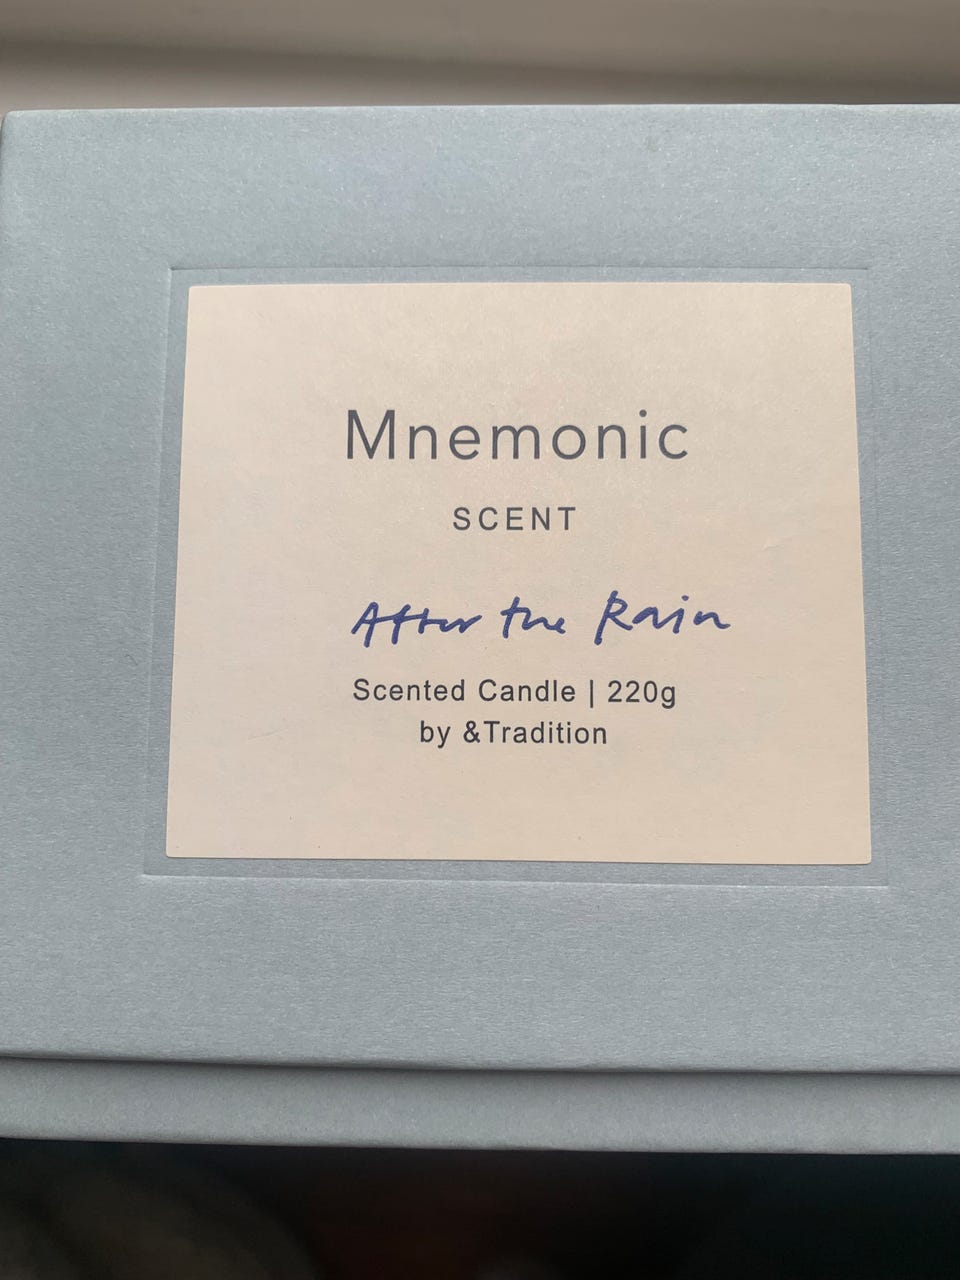 Mnemonic
SCENT
After the Rain
Scented Candle | 220g
by &Tradition